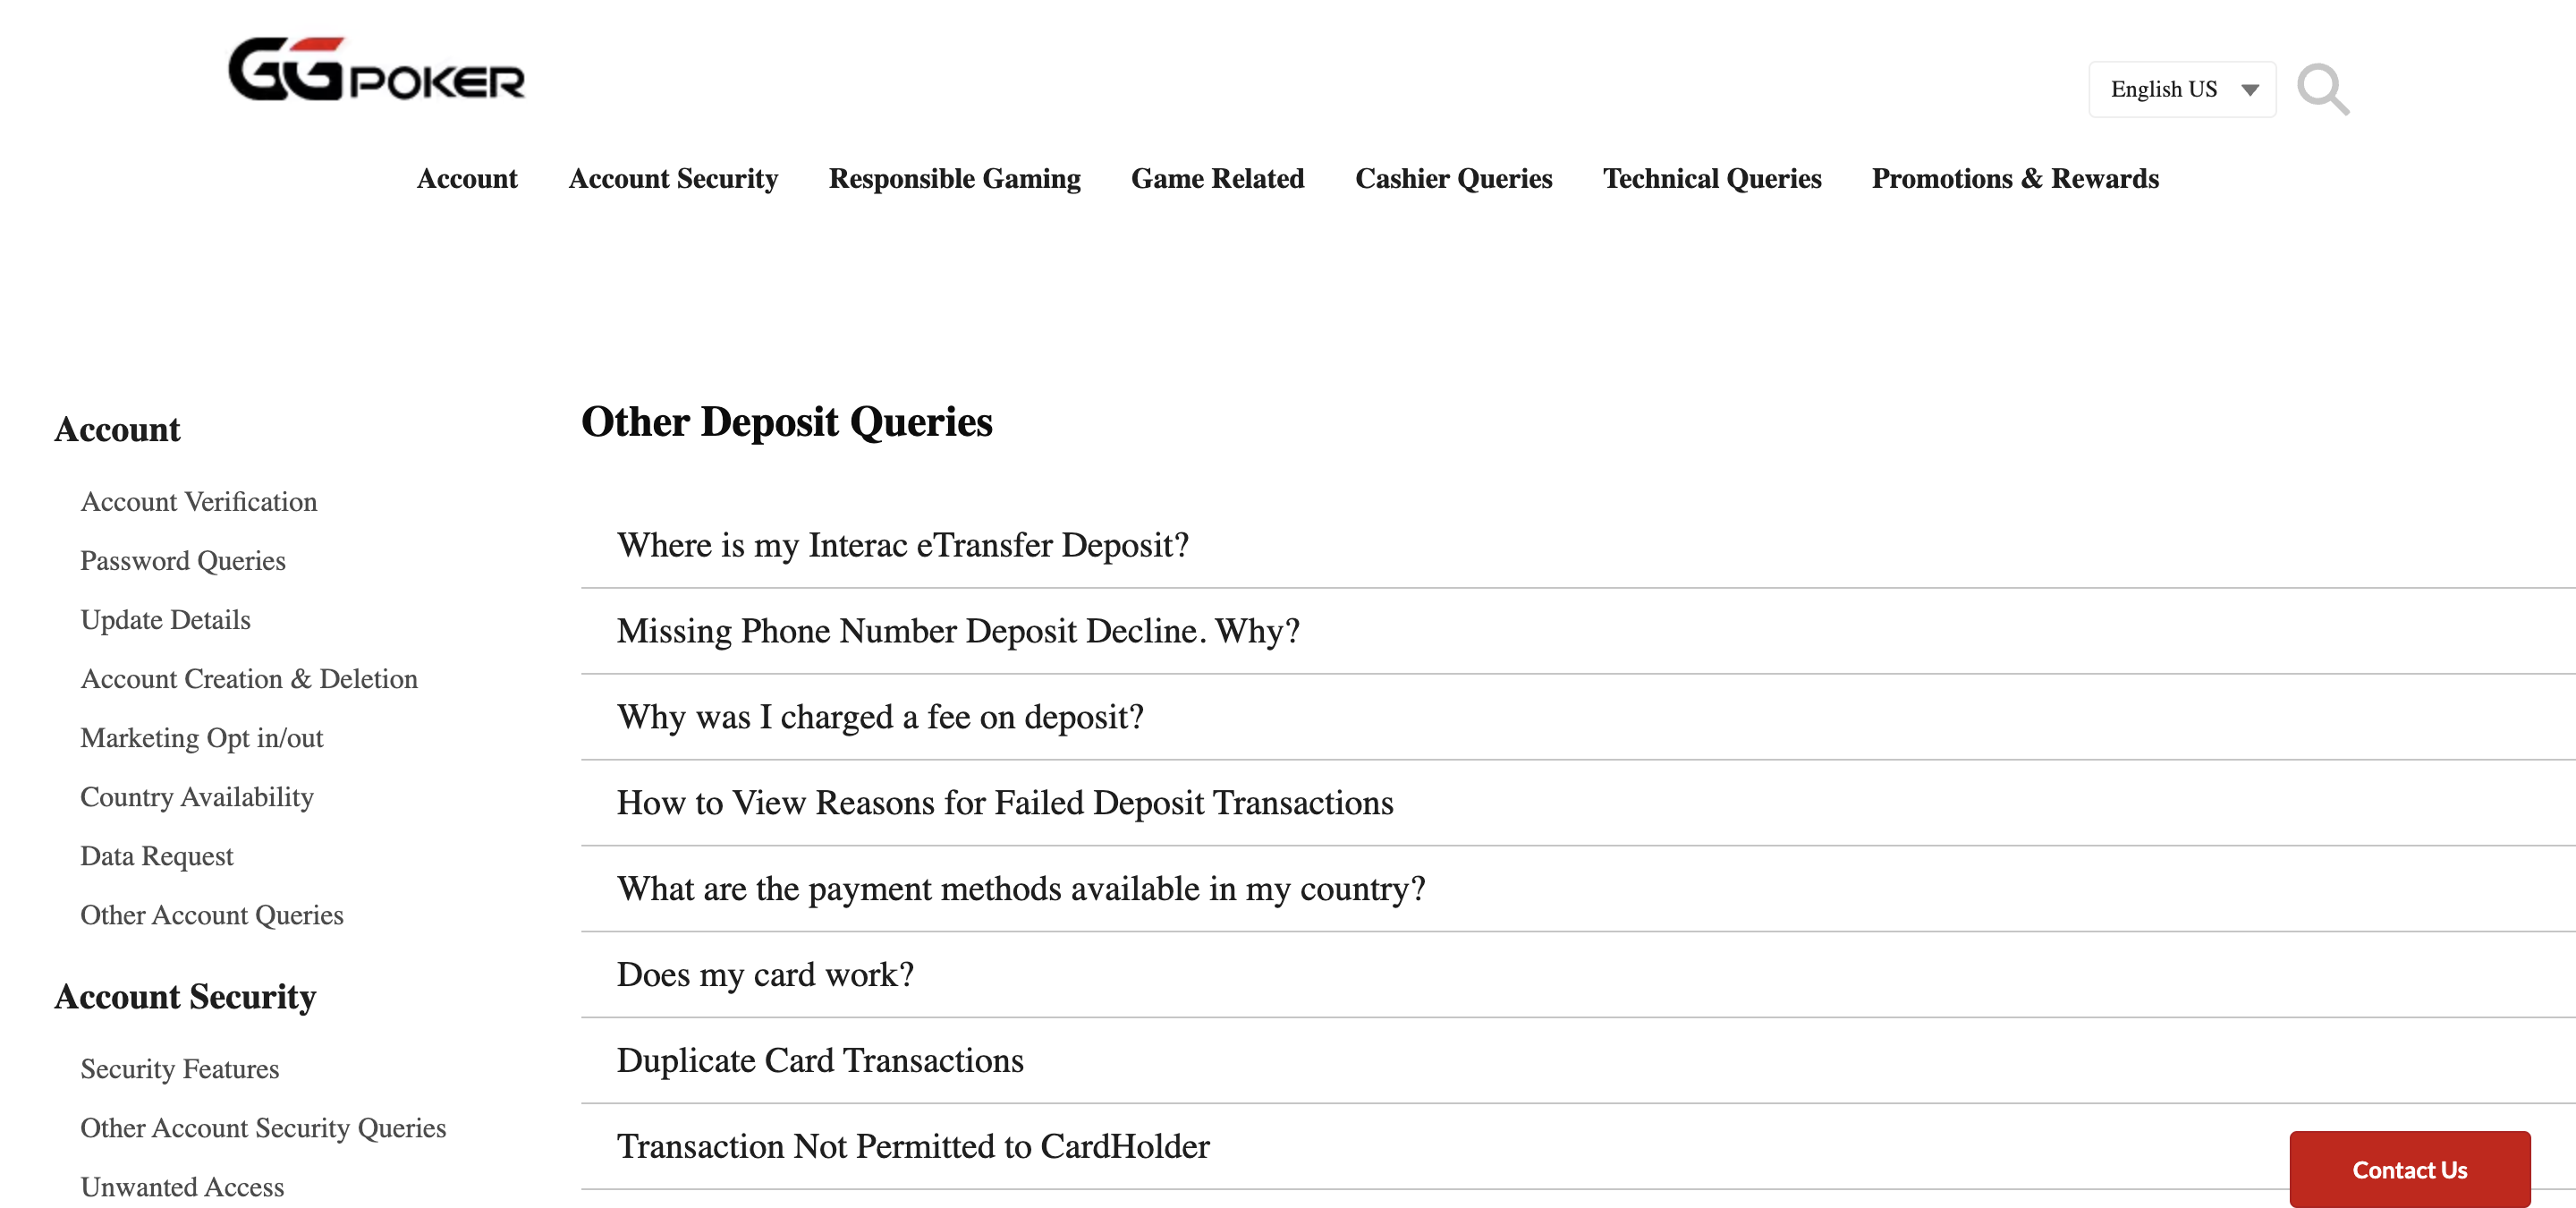 GGPOKER
English US
Account
Account Security
Responsible Gaming
Game Related
Cashier Queries
Technical Queries
Promotions & Rewards
Account
Account Verification
Password Queries
Update Details
Account Creation & Deletion
Marketing Opt in/out
Country Availability
Data Request
Other Account Queries
Account Security
Security Features
Other Account Security Queries
Unwanted Access
Other Deposit Queries
Where is my Interac eTransfer Deposit?
Missing Phone Number Deposit Decline. Why?
Why was I charged a fee on deposit?
How to View Reasons for Failed Deposit Transactions
What are the payment methods available in my country?
Does my card work?
Duplicate Card Transactions
Transaction Not Permitted to CardHolder
Contact Us